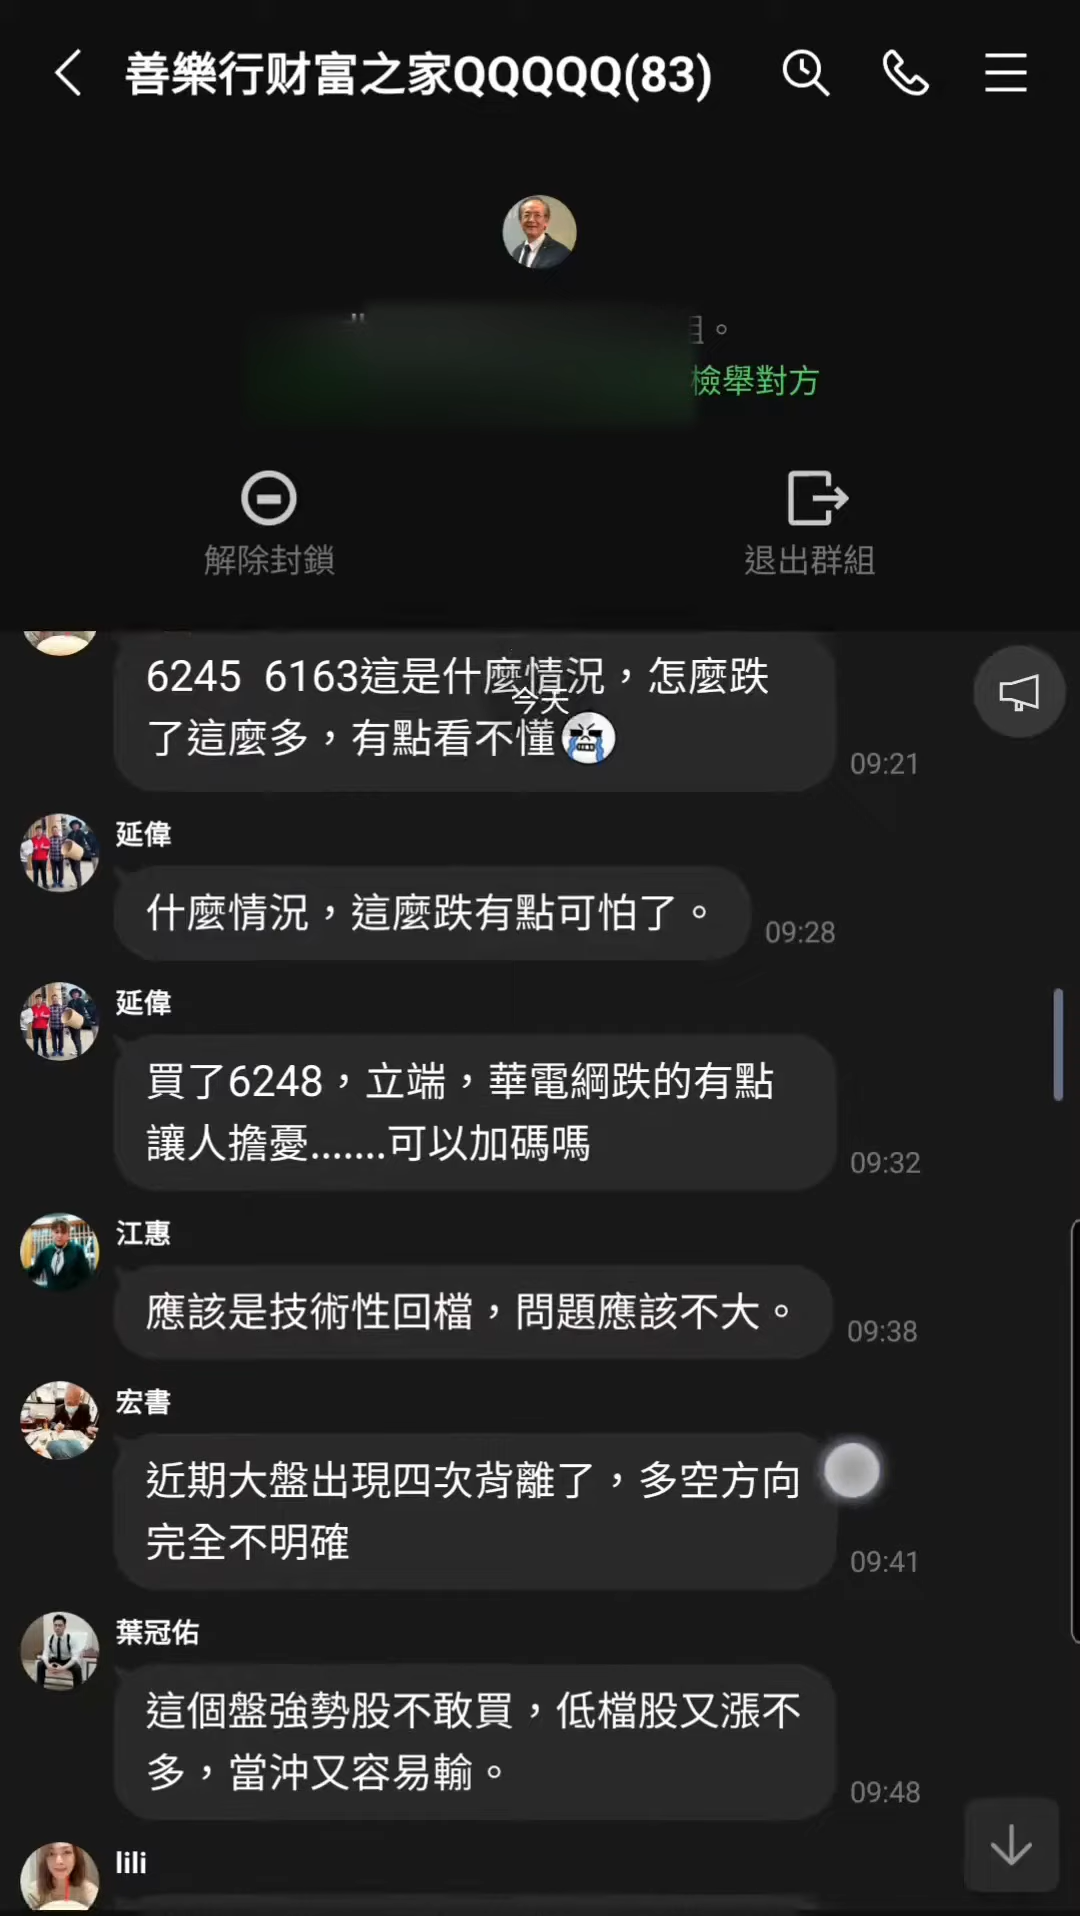 善樂行财富之家QQQQQ(83)
。
檢舉對方
解除封鎖
退出群組
6245 6163這是什麼情況，怎麼跌
今天
了這麼多，有點看不懂
09:21
延偉
什麼情況，這麼跌有點可怕了。
09:28
延偉
買了6248，立端，華電綱跌的有點
讓人擔憂.......可以加碼嗎
09:32
江惠
應該是技術性回檔，問題應該不大。
09:38
宏書
近期大盤出現四次背離了，多空方向
完全不明確
09:41
葉冠佑
這個盤強勢股不敢買，低檔股又漲不
多，當沖又容易輸。
09:48
lili